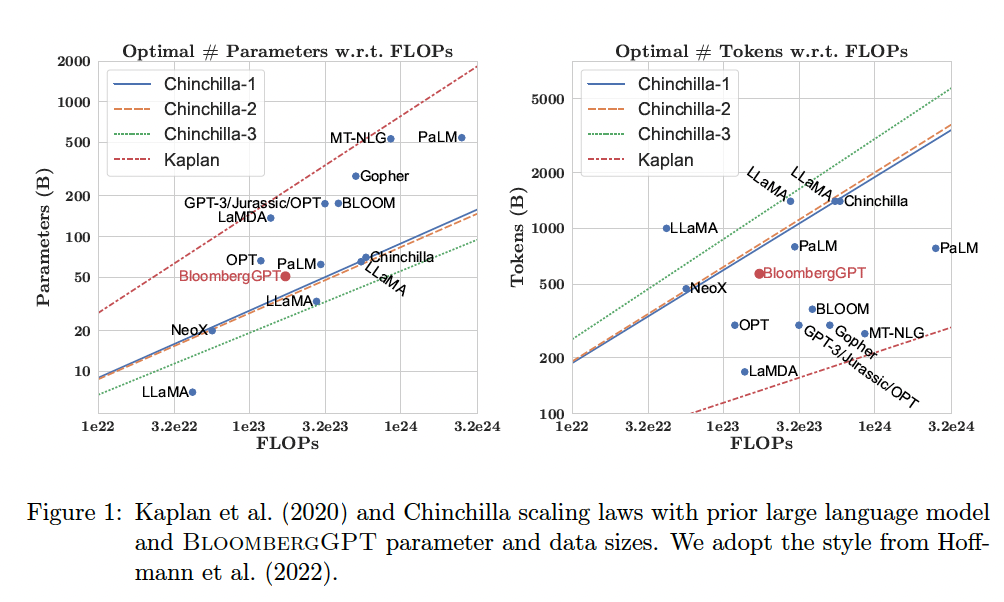 Optimal # Parameters w.r.t. FLOPs
Parameters (B)
2000
1000
500
200
100
50
20
10
Chinchilla-1
Chinchilla-2
Chinchilla-3
Kaplan
MT-NLG
PaLM
Gopher
GPT-3/Jurassic/OPT
BLOOM
LaMDA
OPT
PaLM
Chinchilla
BloombergGPT
LLaMA
LLaMA
NeoX
LLaMA
1e22
3.2e22
1e23
3.2e23
1e24
3.2e24
FLOPs
Optimal # Tokens w.r.t. FLOPs
Tokens (B)
5000
2000
1000
500
200
100
Chinchilla-1
Chinchilla-2
Chinchilla-3
Kaplan
LLaMA
LLaMA
Chinchilla
LLaMA
PaLM
PaLM
BloombergGPT
NeoX
BLOOM
OPT
GPT-3/Jurassic/OPT
Gopher
MT-NLG
LaMDA
1e22
3.2e22
1e23
3.2e23
1e24
3.2e24
FLOPs
Figure 1: Kaplan et al. (2020) and Chinchilla scaling laws with prior large language model
and BLOOMBERGGPT parameter and data sizes. We adopt the style from Hoff-
mann et al. (2022).